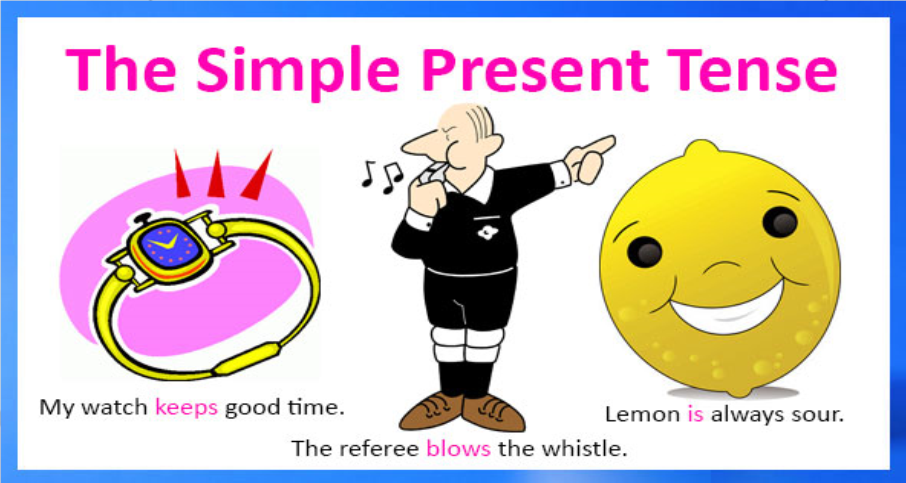 The Simple Present Tense
My watch keeps good time.
The referee blows the whistle.
Lemon is always sour.